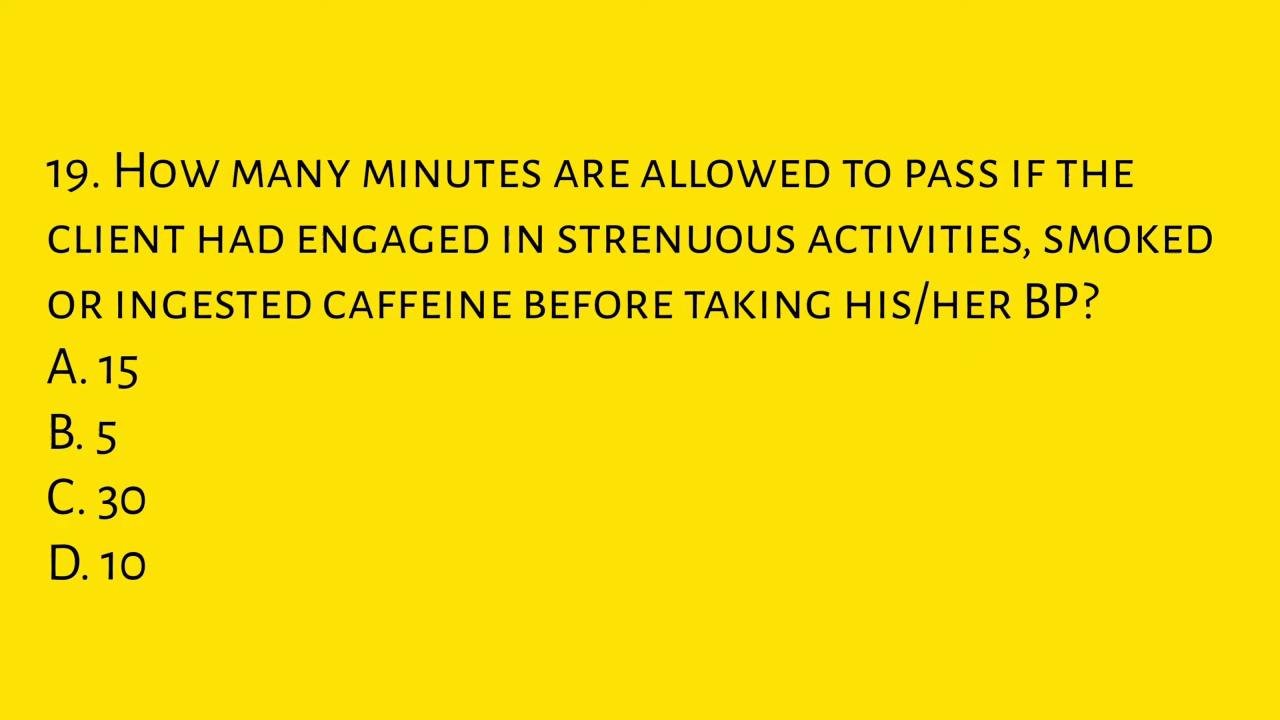 19. How many minutes are allowed to pass if the
client had engaged in strenuous activities, smoked
or ingested caffeine before taking his/her BP?
A. 15
B. 5
C. 30
D. 10